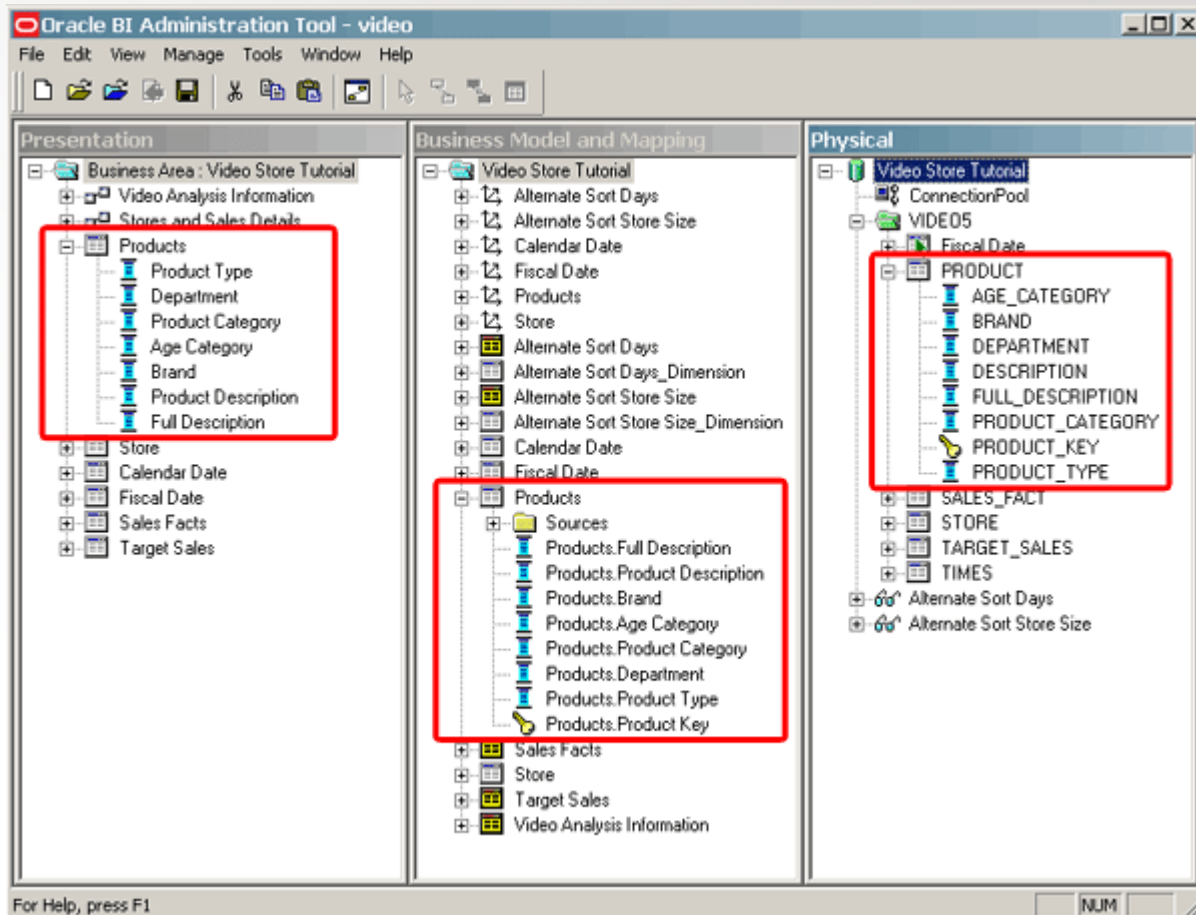 Oracle BI Administration Tool - video
File Edit View Manage Tools Window Help
Presentation
Business Area : Video Store Tutorial
Video Analysis Information
Stores and Sales Details
Products
Product Type
Department
Product Category
Age Category
Brand
Product Description
Full Description
Store
Calendar Date
Fiscal Date
Sales Facts
Target Sales
Business Model and Mapping
Video Store Tutorial
Alternate Sort Days
Alternate Sort Store Size
Calendar Date
Fiscal Date
Products
Store
Alternate Sort Days
Alternate Sort Days_Dimension
Alternate Sort Store Size
Alternate Sort Store Size_Dimension
Calendar Date
Fiscal Date
Products
Sources
Products.Full Description
Products.Product Description
Products.Brand
Products.Age Category
Products.Product Category
Products.Department
Products.Product Type
Products.Product Key
Sales Facts
Store
Target Sales
Video Analysis Information
Physical
Video Store Tutorial
ConnectionPool
VIDEO5
Fiscal Date
PRODUCT
AGE_CATEGORY
BRAND
DEPARTMENT
DESCRIPTION
FULL_DESCRIPTION
PRODUCT_CATEGORY
PRODUCT_KEY
PRODUCT_TYPE
SALES_FACT
STORE
TARGET_SALES
TIMES
Alternate Sort Days
Alternate Sort Store Size
For Help, press F1
NUM